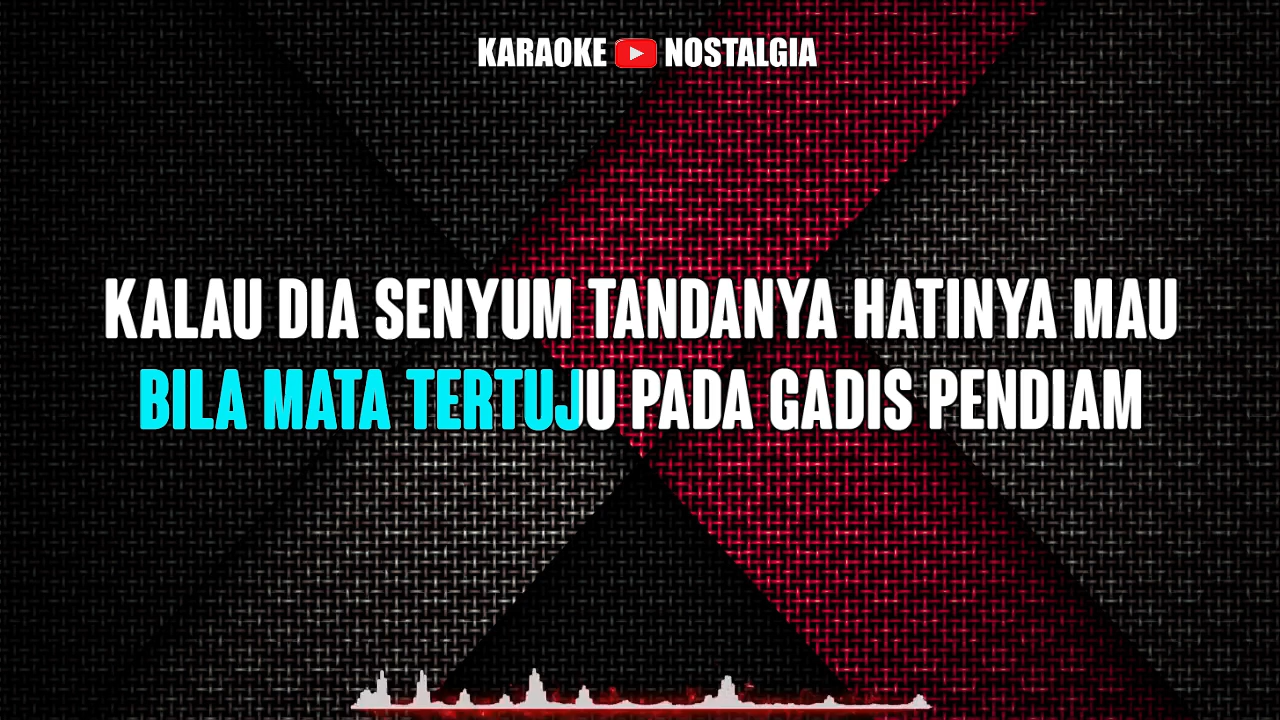 KARAOKE NOSTALGIA
KALAU DIA SENYUM TANDANYA HATINYA MAU
BILA MATA TERTUJU PADA GADIS PENDIAM